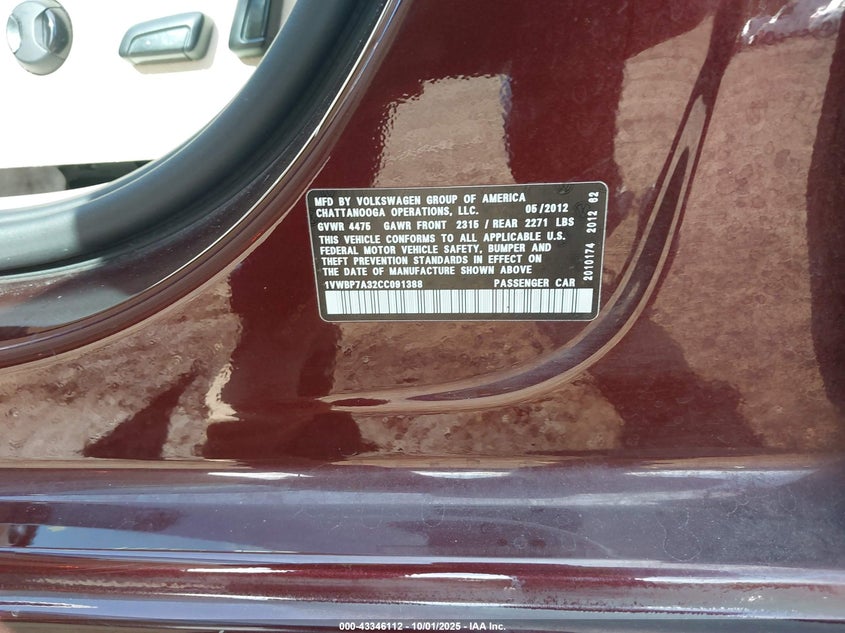 MFD BY VOLKSWAGEN GROUP OF AMERICA
CHATTANOOGA OPERATIONS, LLC. 05/2012
GVWR 4475 GAWR FRONT 2315 / REAR 2271 LBS
THIS VEHICLE CONFORMS TO ALL APPLICABLE U.S.
FEDERAL MOTOR VEHICLE SAFETY, BUMPER AND
THEFT PREVENTION STANDARDS IN EFFECT ON
THE DATE OF MANUFACTURE SHOWN ABOVE
1VWBP7A32CC091388 PASSENGER CAR
2010174 2012 62
000-43346112 - 10/01/2025 - IAA Inc.